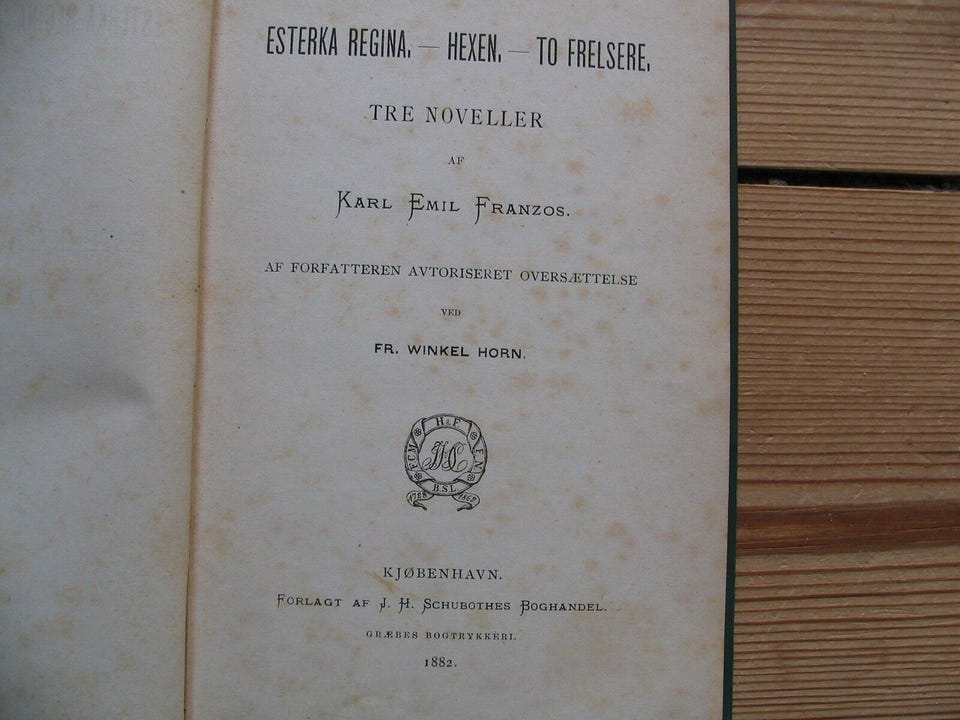 ESTERKA REGINA. — HEXEN. — TO FRELSERE.
TRE NOVELLER
AF
KARL EMIL FRANZOS.
AF FORFATTEREN AVTORISERET OVERSÆTTELSE
VED
FR. WINKEL HORN.
H&F
F.C.M
F.N
B.S.L
1728
KJØBENHAVN.
FORLAGT AF J. H. SCHUBOTHES BOGHANDEL.
GRÆBES BOGTRYKKERI.
1882.